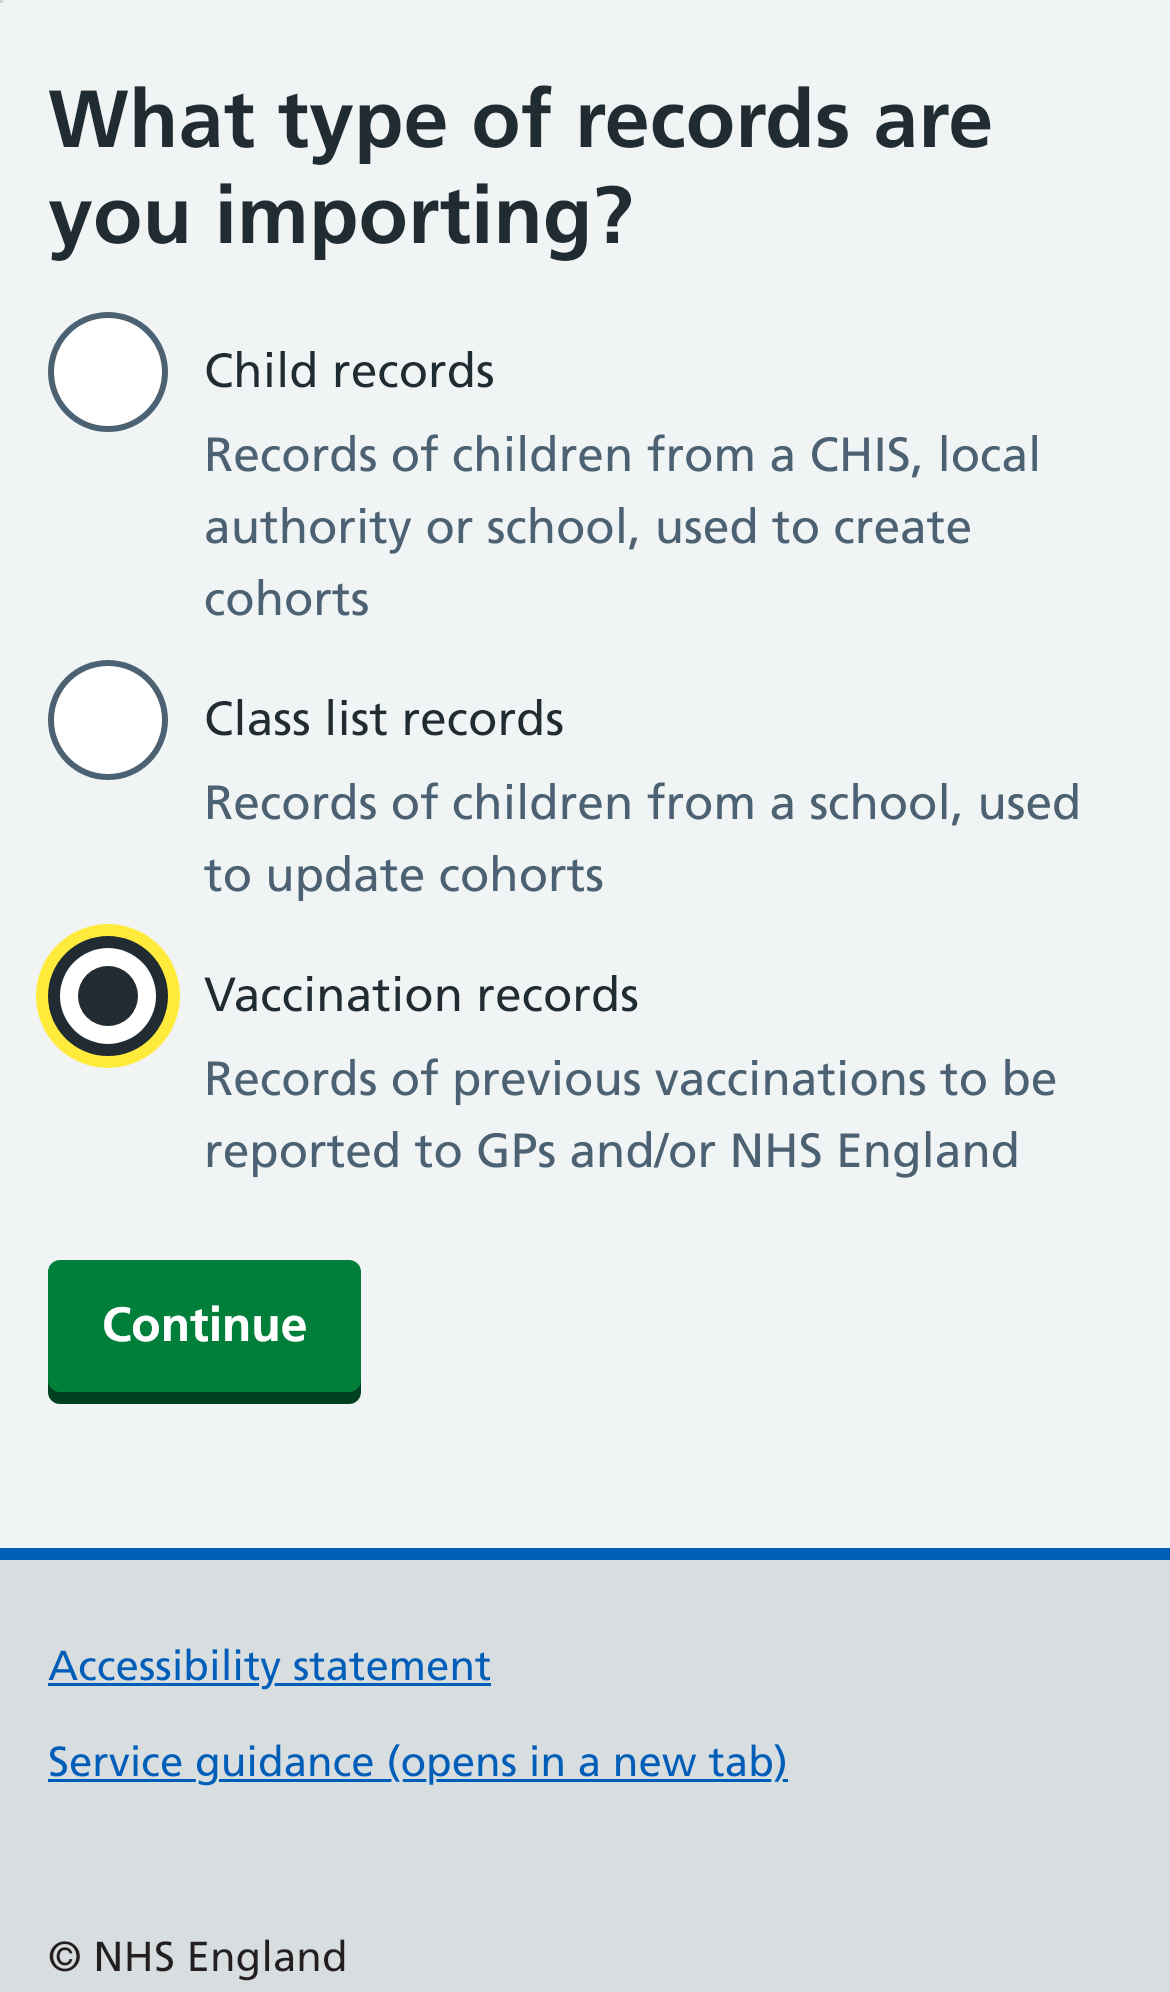 What type of records are
you importing?
Child records
Records of children from a CHIS, local
authority or school, used to create
cohorts
Class list records
Records of children from a school, used
to update cohorts
Vaccination records
Records of previous vaccinations to be
reported to GPs and/or NHS England
Continue
Accessibility statement
Service guidance (opens in a new tab)
© NHS England